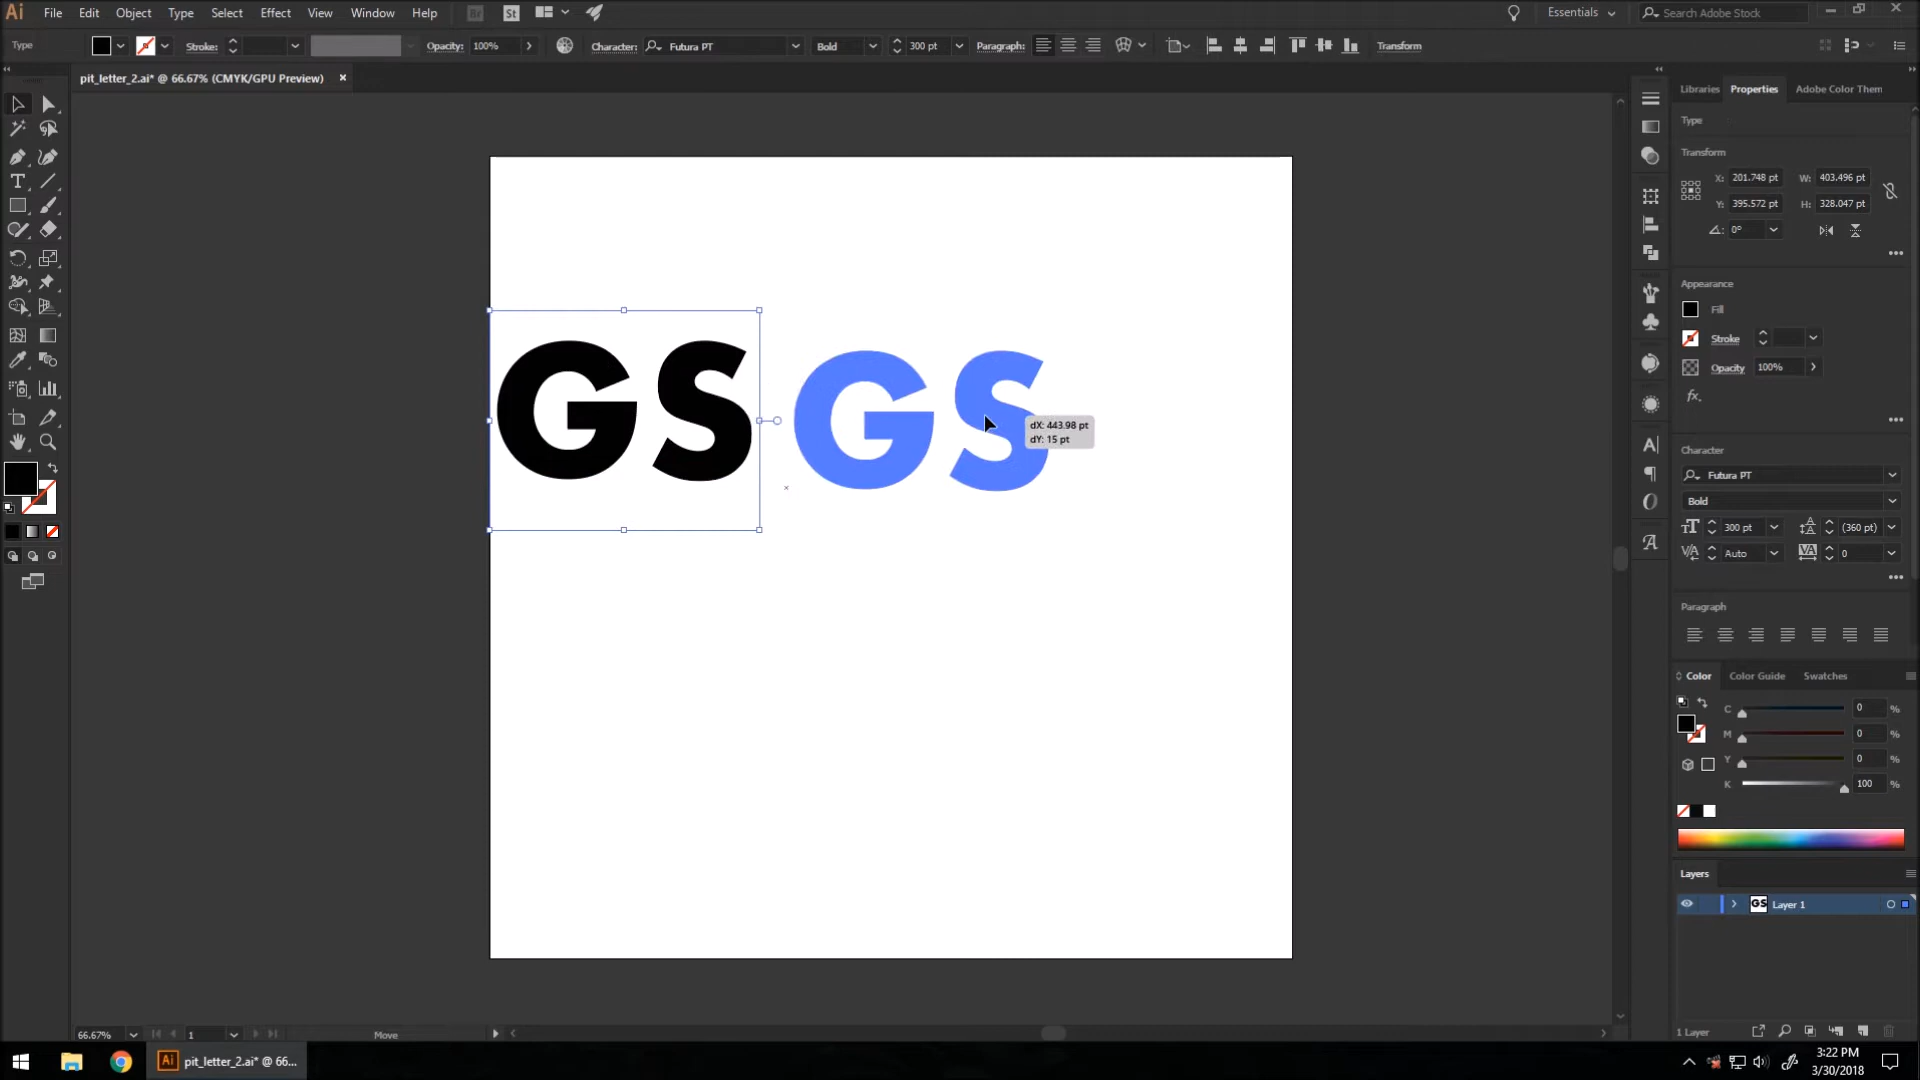 Ai File Edit Object Type Select Effect View Window Help Br St Essentials Search Adobe Stock
Type Stroke: Opacity: 100% Character: Futura PT Bold 300 pt Paragraph: Transform
pit_letter_2.ai* @ 66.67% (CMYK/GPU Preview)
Libraries Properties Adobe Color Them
Type
Transform
X: 201.748 pt W: 403.496 pt
Y: 395.572 pt H: 328.047 pt
0°
Appearance
Fill
Stroke
Opacity 100%
fx.
GS GS
dX: 443.98 pt
dY: 15 pt
Character
Futura PT
Bold
300 pt (360 pt)
Auto 0
Paragraph
Color Color Guide Swatches
C 0 %
M 0 %
Y 0 %
K 100 %
Layers
GS Layer 1
1 Layer
66.67% 1 Move
Ai pit_letter_2.ai* @ 66...
3:22 PM
3/30/2018